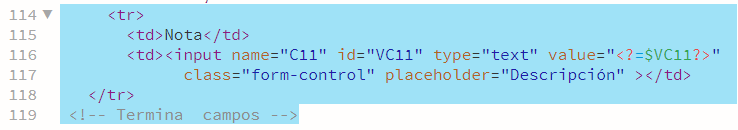 114 ▼ <tr>
115 <td>Nota</td>
116 <td><input name="C11" id="VC11" type="text" value="<?=$VC11?>"
117 class="form-control" placeholder="Descripción" ></td>
118 </tr>
119 <!-- Termina  campos -->